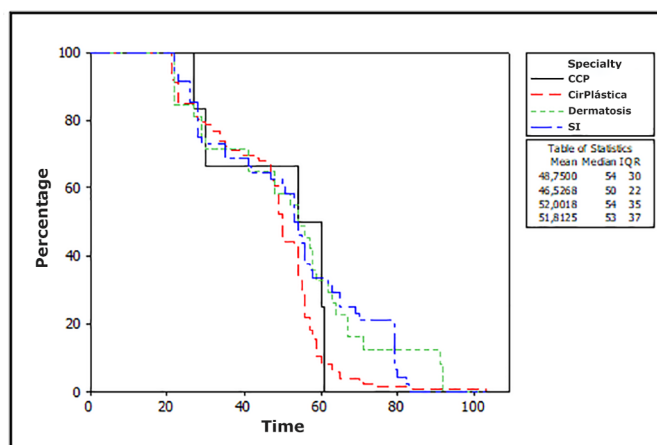 Percentage
100
80
60
40
20
0
0 20 40 60 80 100
Time
Specialty
CCP
CirPlástica
Dermatosis
SI
Table of Statistics
Mean Median IQR
48,7500 54 30
46,5268 50 22
52,0018 54 35
51,8125 53 37